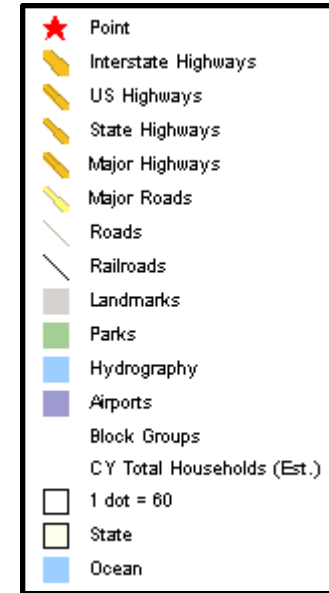 Point
Interstate Highways
US Highways
State Highways
Major Highways
Major Roads
Roads
Railroads
Landmarks
Parks
Hydrography
Airports
Block Groups
CY Total Households (Est.)
1 dot = 60
State
Ocean